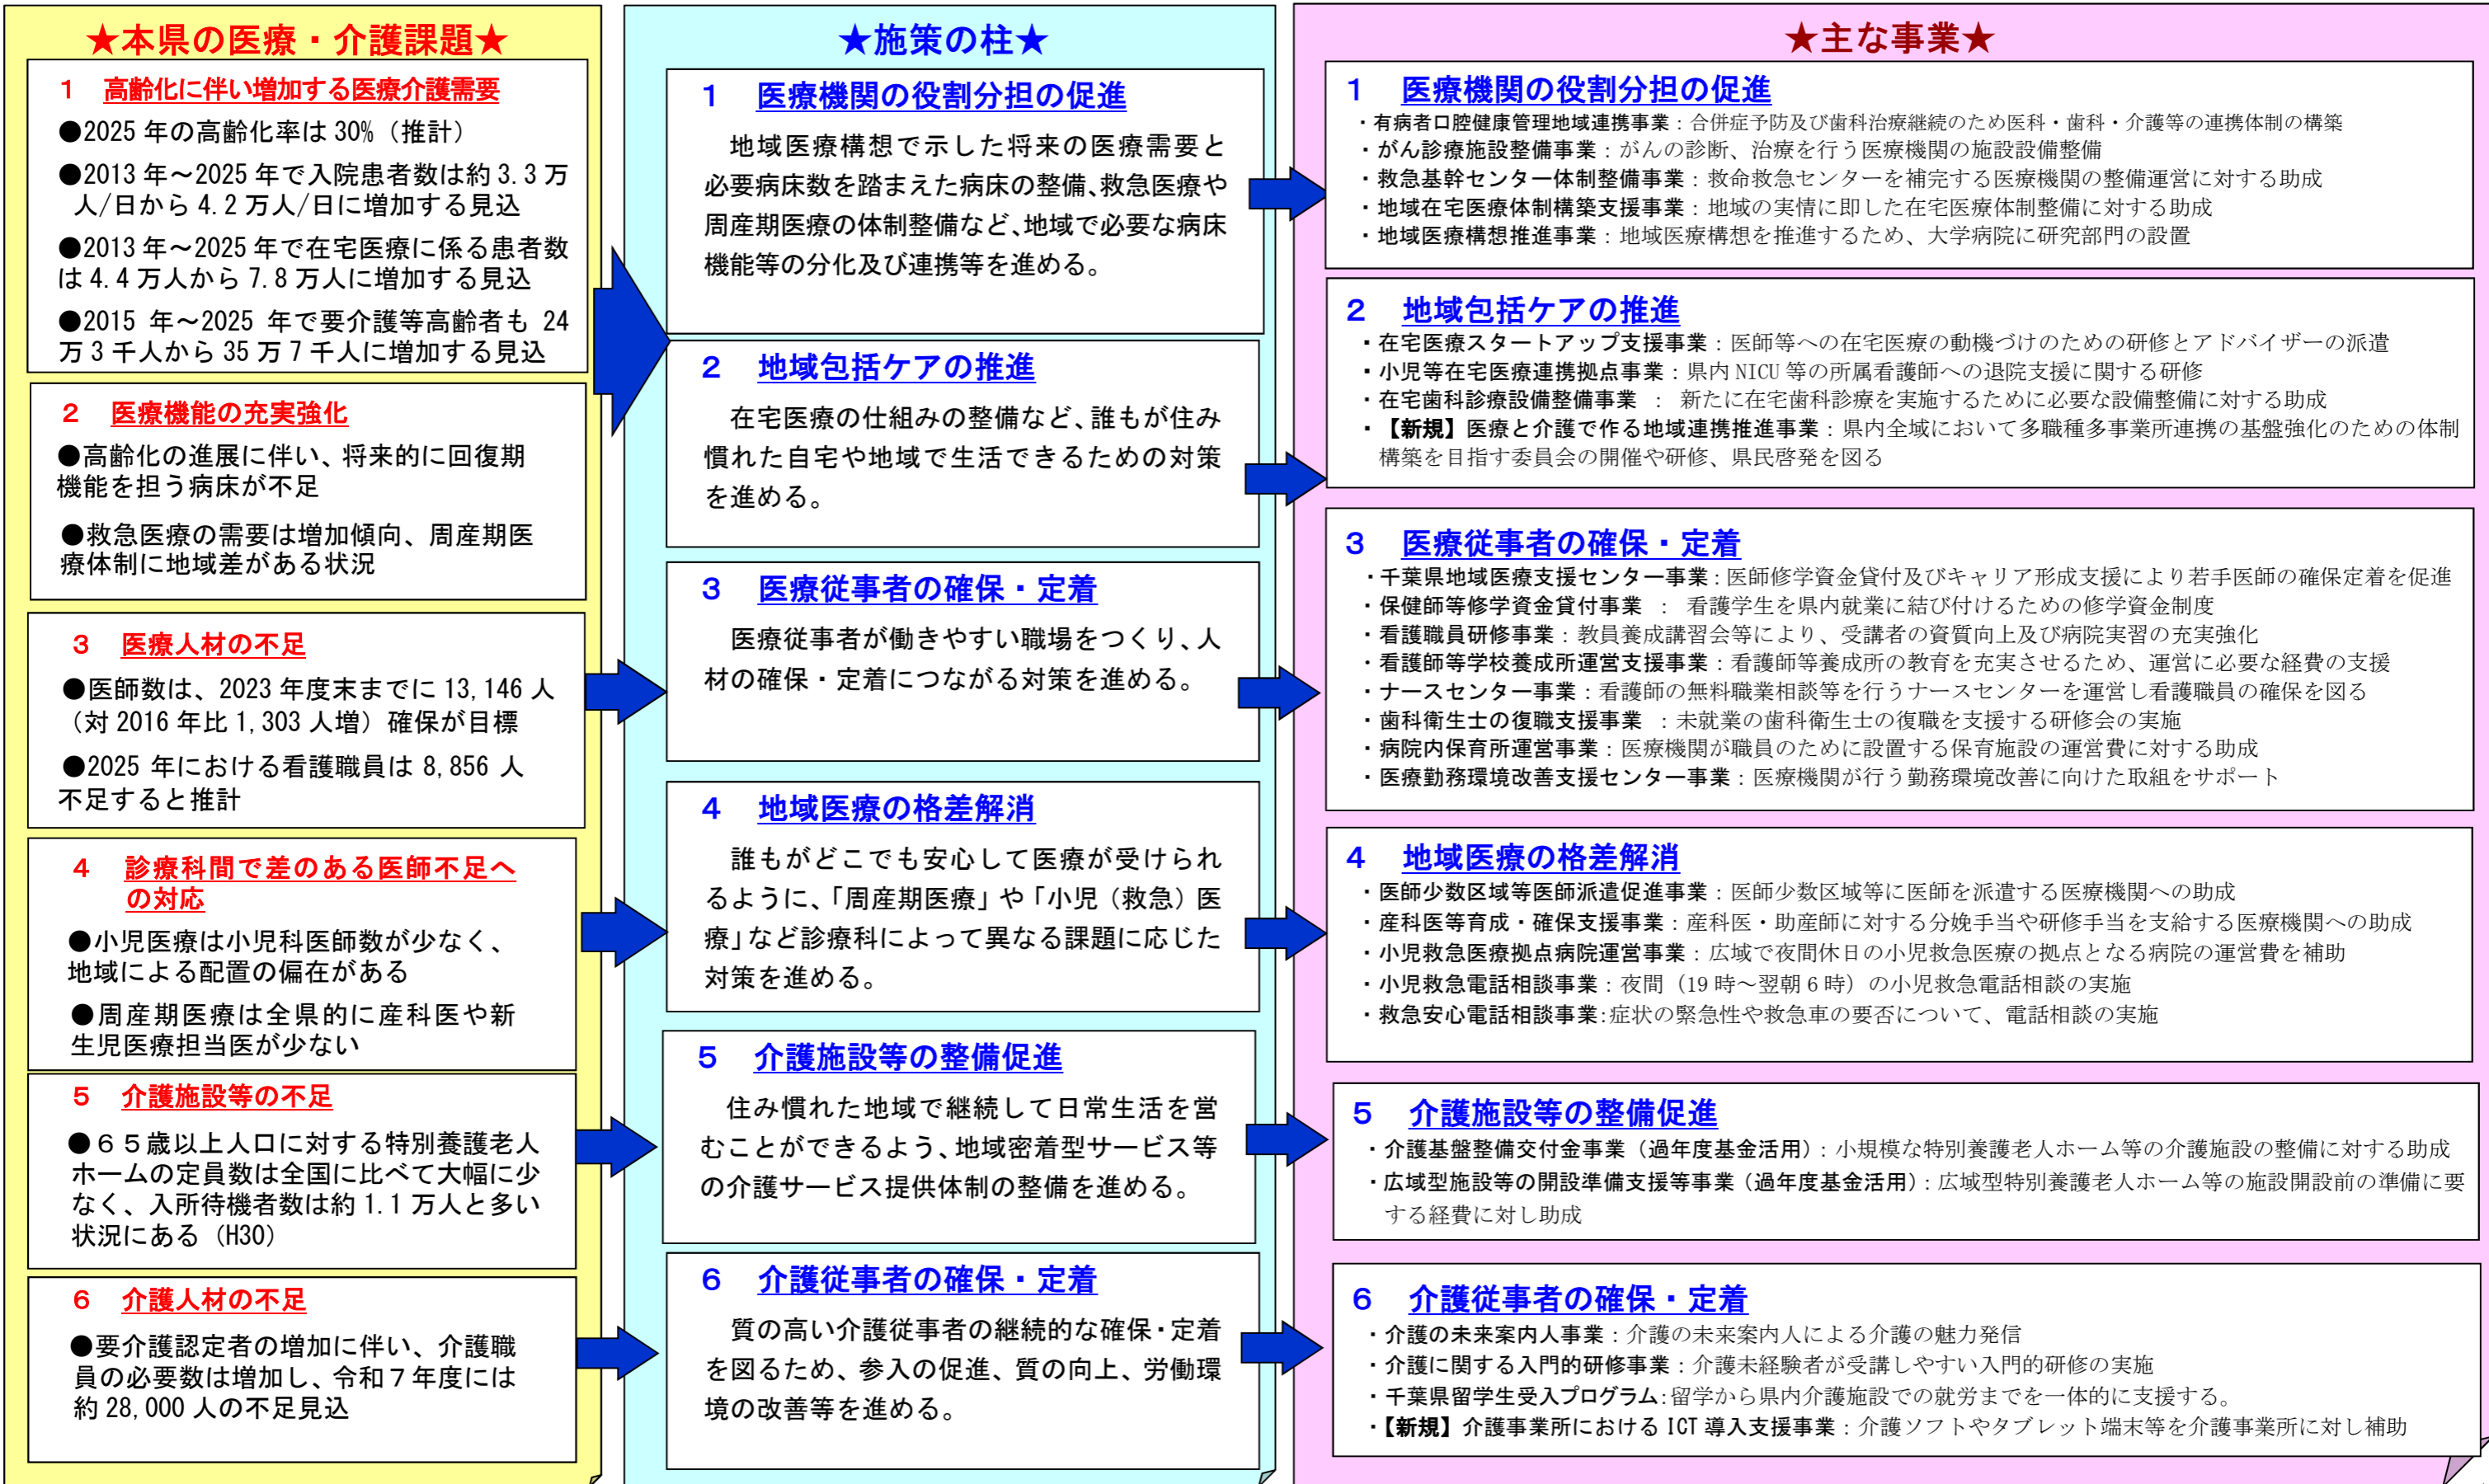 ★本県の医療・介護課題★
1 高齢化に伴い増加する医療介護需要
●2025 年の高齢化率は 30%（推計）
●2013 年～2025 年で入院患者数は約 3.3 万
人/日から 4.2 万人/日に増加する見込
●2013 年～2025 年で在宅医療に係る患者数
は 4.4 万人から 7.8 万人に増加する見込
●2015 年～2025 年で要介護等高齢者も 24
万 3 千人から 35 万 7 千人に増加する見込
2 医療機能の充実強化
●高齢化の進展に伴い、将来的に回復期
機能を担う病床が不足
●救急医療の需要は増加傾向、周産期医
療体制に地域差がある状況
3 医療人材の不足
●医師数は、2023 年度末までに 13,146 人
（対 2016 年比 1,303 人増）確保が目標
●2025 年における看護職員は 8,856 人
不足すると推計
4 診療科間で差のある医師不足へ
の対応
●小児医療は小児科医師数が少なく、
地域による配置の偏在がある
●周産期医療は全県的に産科医や新
生児医療担当医が少ない
5 介護施設等の不足
●６５歳以上人口に対する特別養護老人
ホームの定員数は全国に比べて大幅に少
なく、入所待機者数は約 1.1 万人と多い
状況にある（H30）
6 介護人材の不足
●要介護認定者の増加に伴い、介護職
員の必要数は増加し、令和７年度には
約 28,000 人の不足見込
★施策の柱★
1 医療機関の役割分担の促進
地域医療構想で示した将来の医療需要と
必要病床数を踏まえた病床の整備、救急医療や
周産期医療の体制整備など、地域で必要な病床
機能等の分化及び連携等を進める。
2 地域包括ケアの推進
在宅医療の仕組みの整備など、誰もが住み
慣れた自宅や地域で生活できるための対策
を進める。
3 医療従事者の確保・定着
医療従事者が働きやすい職場をつくり、人
材の確保・定着につながる対策を進める。
4 地域医療の格差解消
誰もがどこでも安心して医療が受けられ
るように、「周産期医療」や「小児（救急）医
療」など診療科によって異なる課題に応じた
対策を進める。
5 介護施設等の整備促進
住み慣れた地域で継続して日常生活を営
むことができるよう、地域密着型サービス等
の介護サービス提供体制の整備を進める。
6 介護従事者の確保・定着
質の高い介護従事者の継続的な確保・定着
を図るため、参入の促進、質の向上、労働環
境の改善等を進める。
★主な事業★
1 医療機関の役割分担の促進
・有病者口腔健康管理地域連携事業：合併症予防及び歯科治療継続のため医科・歯科・介護等の連携体制の構築
・がん診療施設整備事業：がんの診断、治療を行う医療機関の施設設備整備
・救急基幹センター体制整備事業：救命救急センターを補完する医療機関の整備運営に対する助成
・地域在宅医療体制構築支援事業：地域の実情に即した在宅医療体制整備に対する助成
・地域医療構想推進事業：地域医療構想を推進するため、大学病院に研究部門の設置
2 地域包括ケアの推進
・在宅医療スタートアップ支援事業：医師等への在宅医療の動機づけのための研修とアドバイザーの派遣
・小児等在宅医療連携拠点事業：県内 NICU 等の所属看護師への退院支援に関する研修
・在宅歯科診療設備整備事業 ： 新たに在宅歯科診療を実施するために必要な設備整備に対する助成
・【新規】医療と介護で作る地域連携推進事業：県内全域において多職種多事業所連携の基盤強化のための体制
構築を目指す委員会の開催や研修、県民啓発を図る
3 医療従事者の確保・定着
・千葉県地域医療支援センター事業：医師修学資金貸付及びキャリア形成支援により若手医師の確保定着を促進
・保健師等修学資金貸付事業 ： 看護学生を県内就業に結び付けるための修学資金制度
・看護職員研修事業：教員養成講習会等により、受講者の資質向上及び病院実習の充実強化
・看護師等学校養成所運営支援事業：看護師等養成所の教育を充実させるため、運営に必要な経費の支援
・ナースセンター事業：看護師の無料職業相談等を行うナースセンターを運営し看護職員の確保を図る
・歯科衛生士の復職支援事業 ：未就業の歯科衛生士の復職を支援する研修会の実施
・病院内保育所運営事業：医療機関が職員のために設置する保育施設の運営費に対する助成
・医療勤務環境改善支援センター事業：医療機関が行う勤務環境改善に向けた取組をサポート
4 地域医療の格差解消
・医師少数区域等医師派遣促進事業：医師少数区域等に医師を派遣する医療機関への助成
・産科医等育成・確保支援事業：産科医・助産師に対する分娩手当や研修手当を支給する医療機関への助成
・小児救急医療拠点病院運営事業：広域で夜間休日の小児救急医療の拠点となる病院の運営費を補助
・小児救急電話相談事業：夜間（19 時～翌朝 6 時）の小児救急電話相談の実施
・救急安心電話相談事業:症状の緊急性や救急車の要否について、電話相談の実施
5 介護施設等の整備促進
・介護基盤整備交付金事業（過年度基金活用）：小規模な特別養護老人ホーム等の介護施設の整備に対する助成
・広域型施設等の開設準備支援等事業（過年度基金活用）：広域型特別養護老人ホーム等の施設開設前の準備に要
する経費に対し助成
6 介護従事者の確保・定着
・介護の未来案内人事業：介護の未来案内人による介護の魅力発信
・介護に関する入門的研修事業：介護未経験者が受講しやすい入門的研修の実施
・千葉県留学生受入プログラム：留学から県内介護施設での就労までを一体的に支援する。
・【新規】介護事業所における ICT 導入支援事業：介護ソフトやタブレット端末等を介護事業所に対し補助